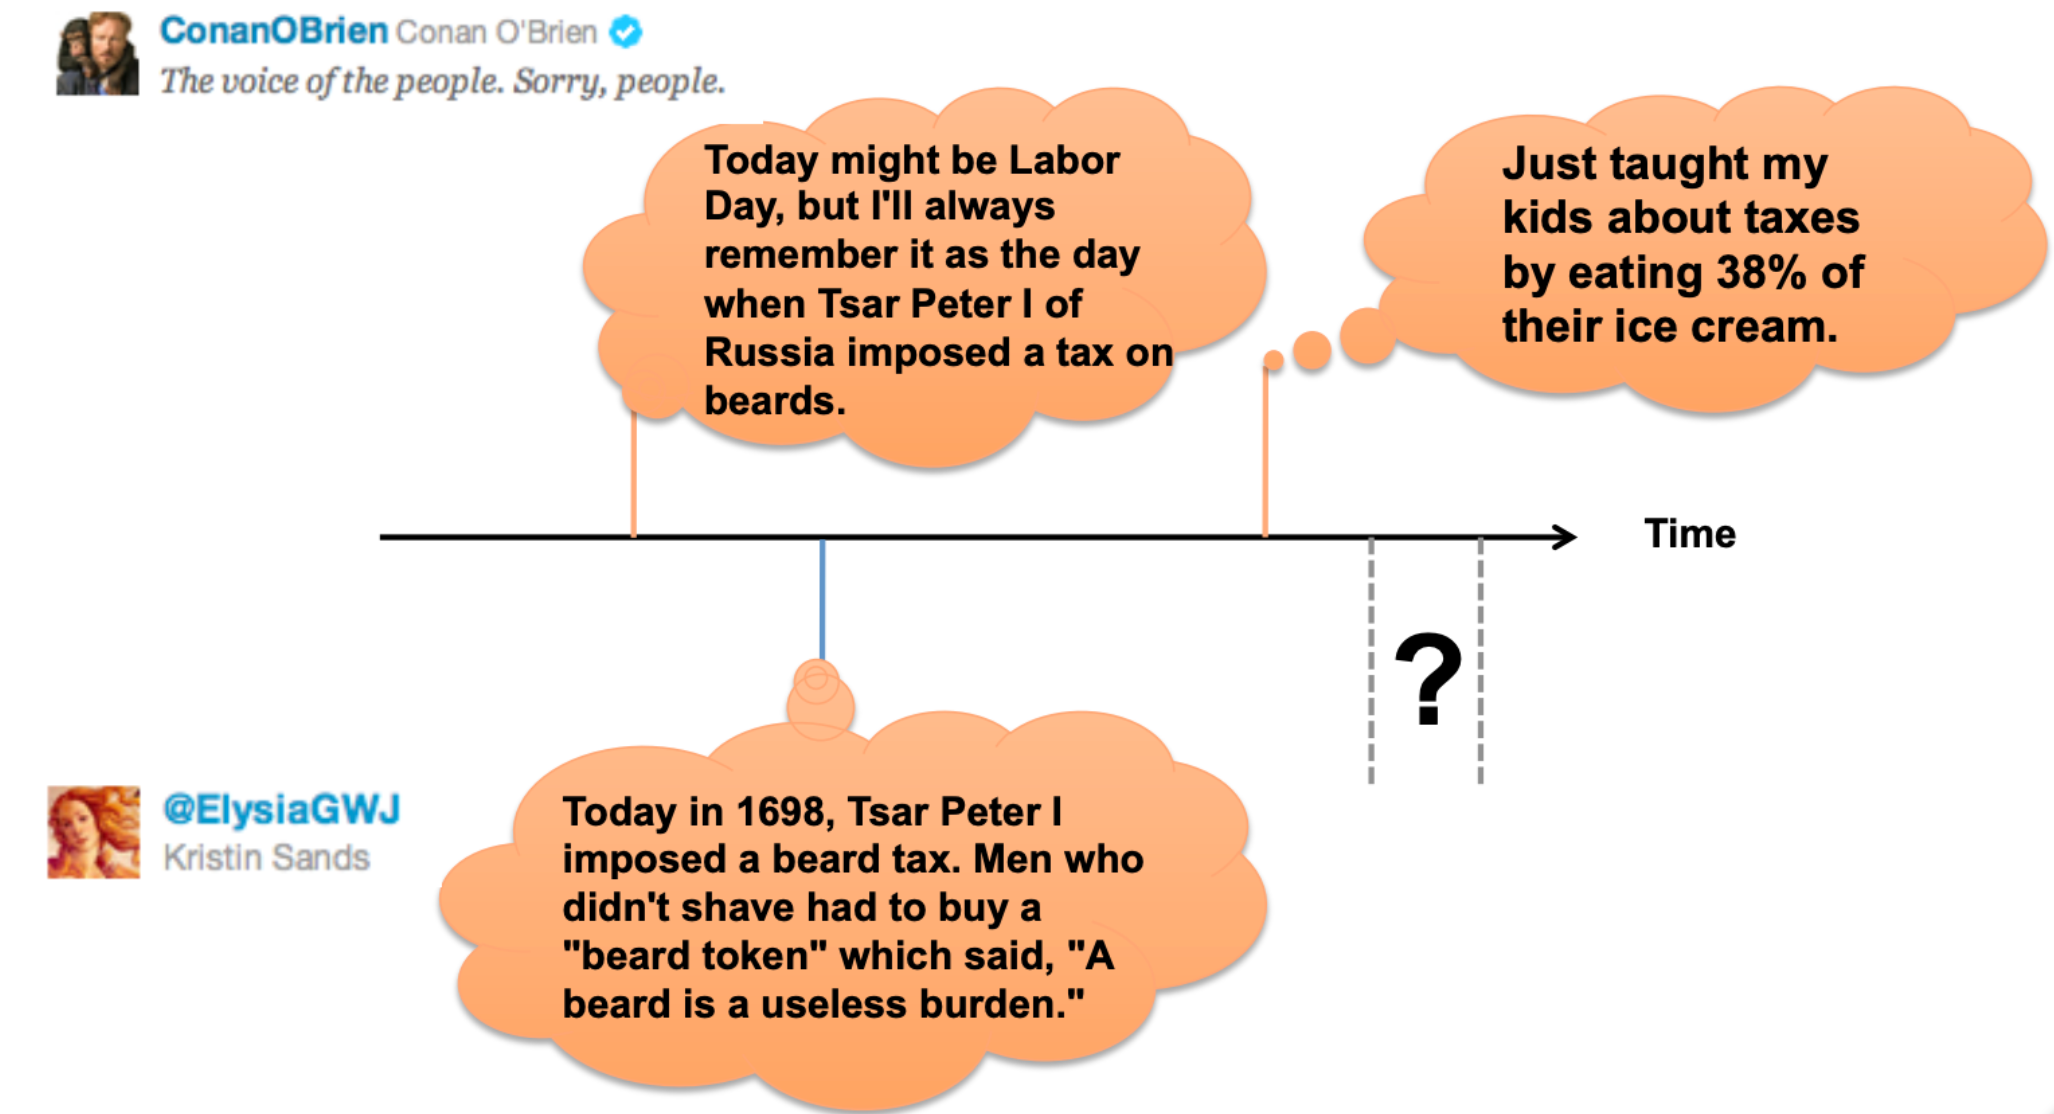 ConanOBrien Conan O'Brien
The voice of the people. Sorry, people.
Today might be Labor
Day, but I'll always
remember it as the day
when Tsar Peter I of
Russia imposed a tax on
beards.
Just taught my
kids about taxes
by eating 38% of
their ice cream.
Time
?
@ElysiaGWJ
Kristin Sands
Today in 1698, Tsar Peter I
imposed a beard tax. Men who
didn't shave had to buy a
"beard token" which said, "A
beard is a useless burden."